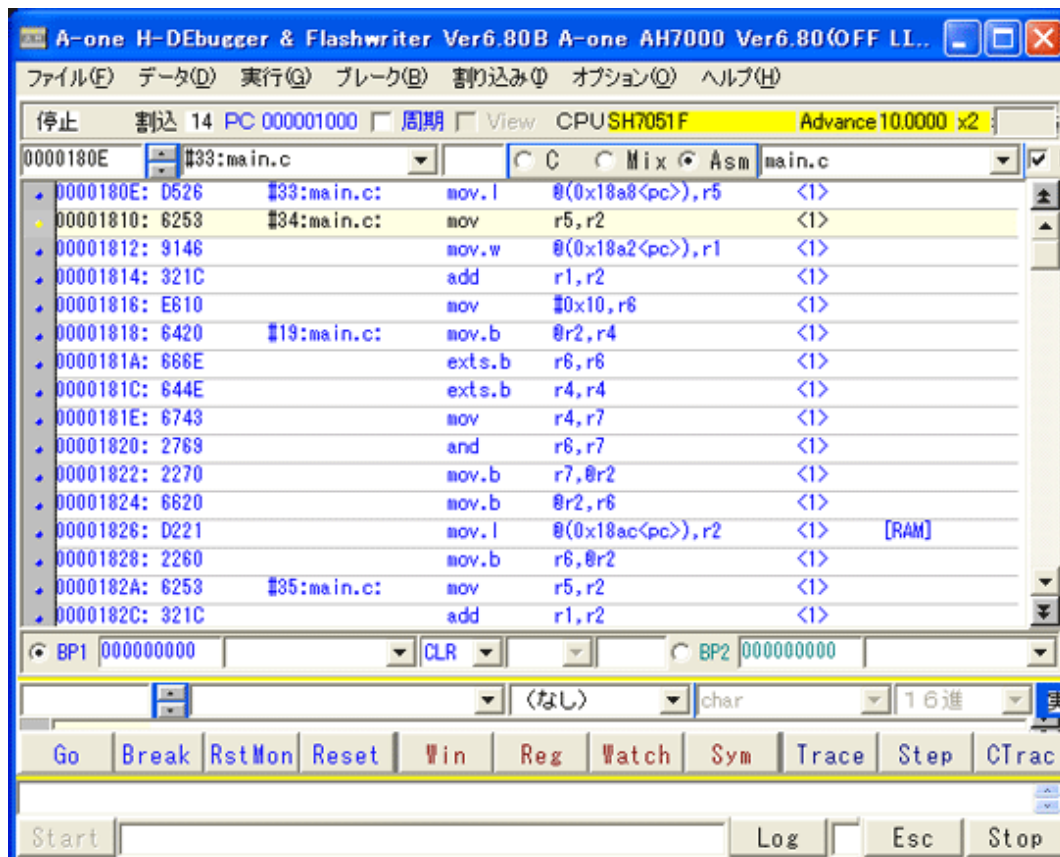 A-one H-DEbugger & Flashwriter Ver6.80B A-one AH7000 Ver6.80(OFF LI..
ファイル(F) データ(D) 実行(G) ブレーク(B) 割り込み(I) オプション(O) ヘルプ(H)
停止 割込 14 PC 000001000 周期 View CPU SH7051F Advance 10.0000 x2 :
0000180E #33:main.c C Mix Asm main.c
0000180E: D526 #33:main.c: mov.l @(0x18a8<pc>),r5 <1>
00001810: 6253 #34:main.c: mov r5,r2 <1>
00001812: 9146 mov.w @(0x18a2<pc>),r1 <1>
00001814: 321C add r1,r2 <1>
00001816: E610 mov #0x10,r6 <1>
00001818: 6420 #19:main.c: mov.b @r2,r4 <1>
0000181A: 666E exts.b r6,r6 <1>
0000181C: 644E exts.b r4,r4 <1>
0000181E: 6743 mov r4,r7 <1>
00001820: 2769 and r6,r7 <1>
00001822: 2270 mov.b r7,@r2 <1>
00001824: 6620 mov.b @r2,r6 <1>
00001826: D221 mov.l @(0x18ac<pc>),r2 <1> [RAM]
00001828: 2260 mov.b r6,@r2 <1>
0000182A: 6253 #35:main.c: mov r5,r2 <1>
0000182C: 321C add r1,r2 <1>
BP1 000000000 CLR BP2 000000000
(なし) char 16進
Go Break RstMon Reset Win Reg Watch Sym Trace Step CTrac
Start Log Esc Stop